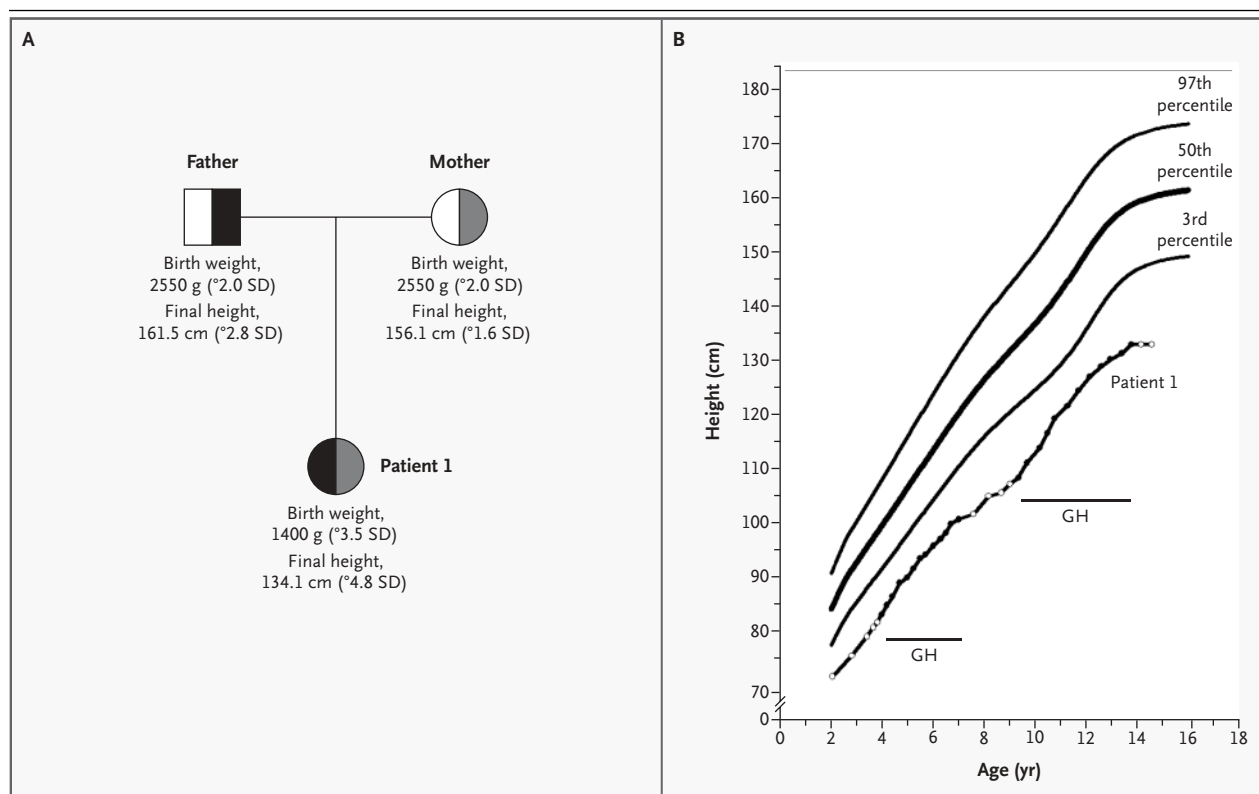 A
Father
Mother
Birth weight,
2550 g (°2.0 SD)
Final height,
161.5 cm (°2.8 SD)
Birth weight,
2550 g (°2.0 SD)
Final height,
156.1 cm (°1.6 SD)
Patient 1
Birth weight,
1400 g (°3.5 SD)
Final height,
134.1 cm (°4.8 SD)
B
Height (cm)
180
170
160
150
140
130
120
110
100
90
80
70
0
97th
percentile
50th
percentile
3rd
percentile
Patient 1
GH
GH
0
2
4
6
8
10
12
14
16
18
Age (yr)